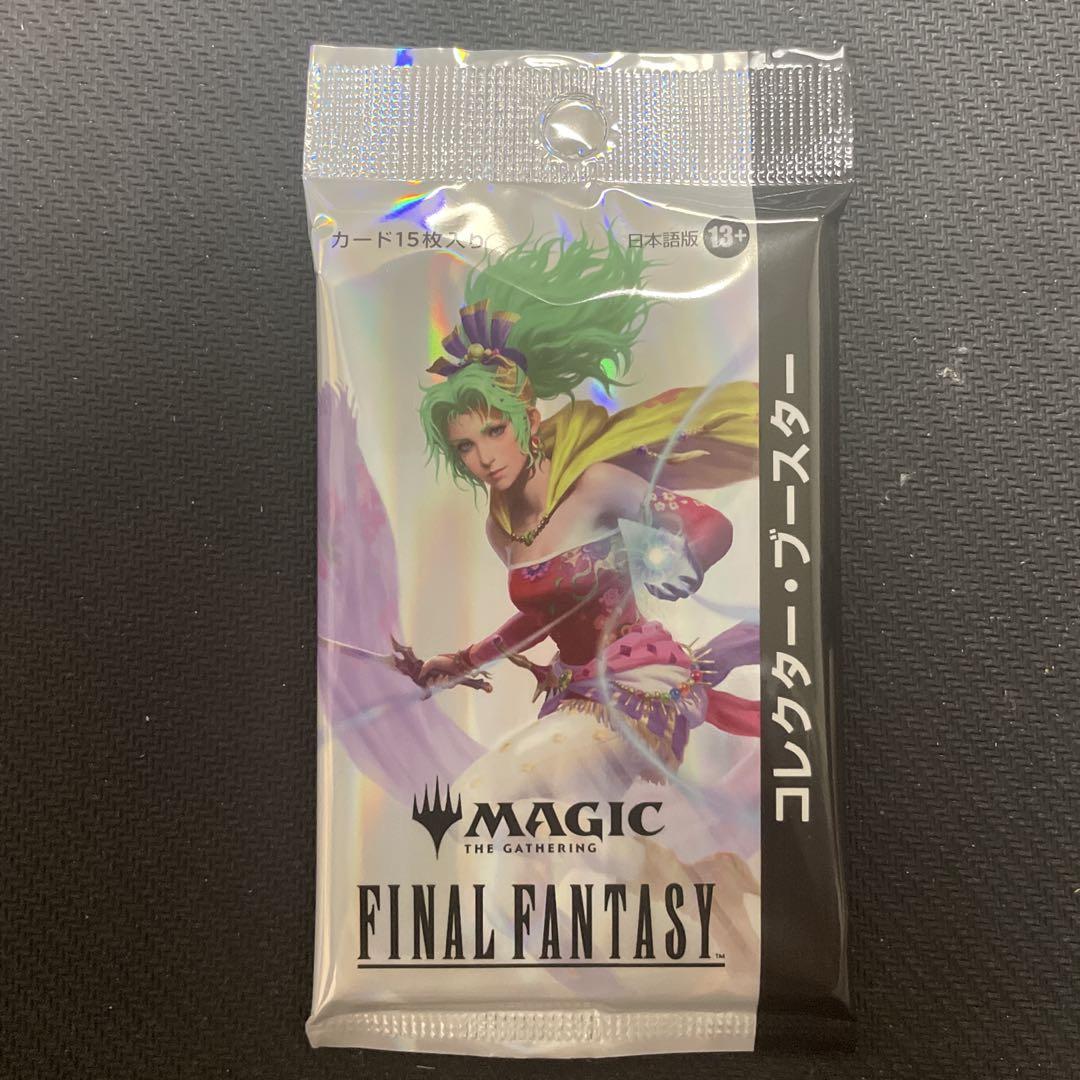 カード15枚入り
日本語版 13+
コレクター・ブースター
MAGIC
THE GATHERING
FINAL FANTASY™